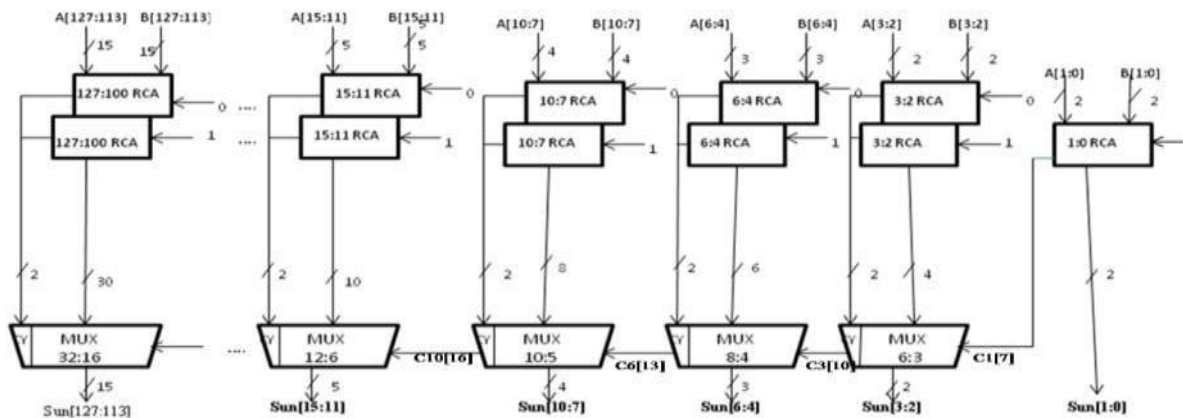 A[127:113] B[127:113] A[15:11] B[15:11] A[10:7] B[10:7] A[6:4] B[6:4] A[3:2] B[3:2]
15 15 5 5 5 4 4 3 3 2 2
A[1:0] B[1:0]
2 2
127:100 RCA 0 .... 15:11 RCA 0 10:7 RCA 0 6:4 RCA 0 3:2 RCA 0
127:100 RCA 1 .... 15:11 RCA 1 10:7 RCA 1 6:4 RCA 1 3:2 RCA 1 1:0 RCA
2 30 2 10 2 8 2 6 2 4 2
CY MUX CY MUX CY MUX CY MUX CY MUX
32:16 .... 12:6 C10[16] 10:5 C6[13] 8:4 C3[10] 6:3 C1[7]
15 5 4 3 2
Sun[127:113] Sun[15:11] Sun[10:7] Sun[6:4] Sun[3:2] Sun[1:0]